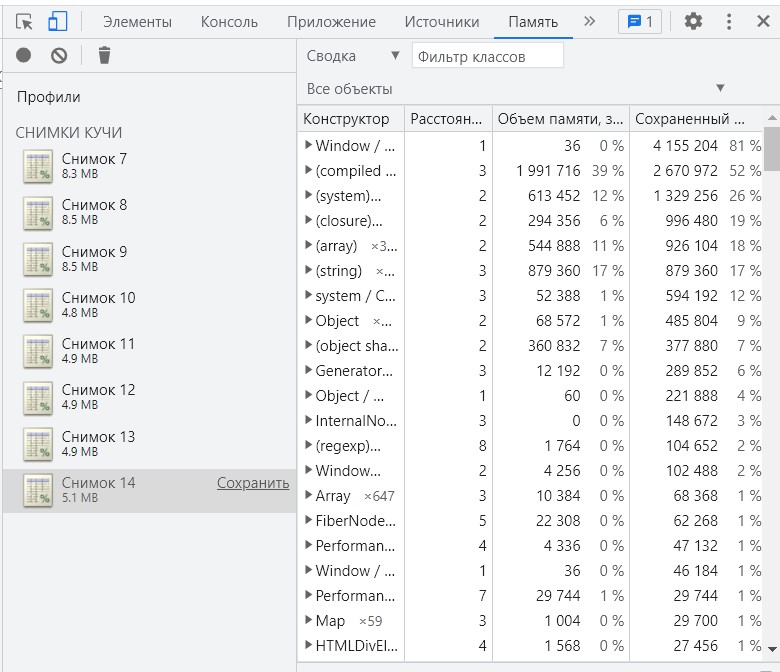 Элементы Консоль Приложение Источники Память 1
Сводка Фильтр классов
Профили
Все объекты
СНИМКИ КУЧИ
Снимок 7
8.3 MB
Снимок 8
8.5 MB
Снимок 9
8.5 MB
Снимок 10
4.8 MB
Снимок 11
4.9 MB
Снимок 12
4.9 MB
Снимок 13
4.9 MB
Снимок 14 Сохранить
5.1 MB
Конструктор Расстоян... Объем памяти, з... Сохраненный ...
Window / ... 1 36 0 % 4 155 204 81 %
(compiled ... 3 1 991 716 39 % 2 670 972 52 %
(system)... 2 613 452 12 % 1 329 256 26 %
(closure)... 2 294 356 6 % 996 480 19 %
(array) ×3... 2 544 888 11 % 926 104 18 %
(string) ×... 3 879 360 17 % 879 360 17 %
system / C... 3 52 388 1 % 594 192 12 %
Object ×... 2 68 572 1 % 485 804 9 %
(object sha... 2 360 832 7 % 377 880 7 %
Generator... 3 12 192 0 % 289 852 6 %
Object / ... 1 60 0 % 221 888 4 %
InternalNo... 3 0 0 % 148 672 3 %
(regexp)... 8 1 764 0 % 104 652 2 %
Window... 2 4 256 0 % 102 488 2 %
Array ×647 3 10 384 0 % 68 368 1 %
FiberNode... 5 22 308 0 % 62 268 1 %
Performan... 4 4 336 0 % 47 132 1 %
Window / ... 1 36 0 % 46 184 1 %
Performan... 7 29 744 1 % 29 744 1 %
Map ×59 3 1 004 0 % 29 700 1 %
HTMLDivEl... 4 1 568 0 % 27 456 1 %